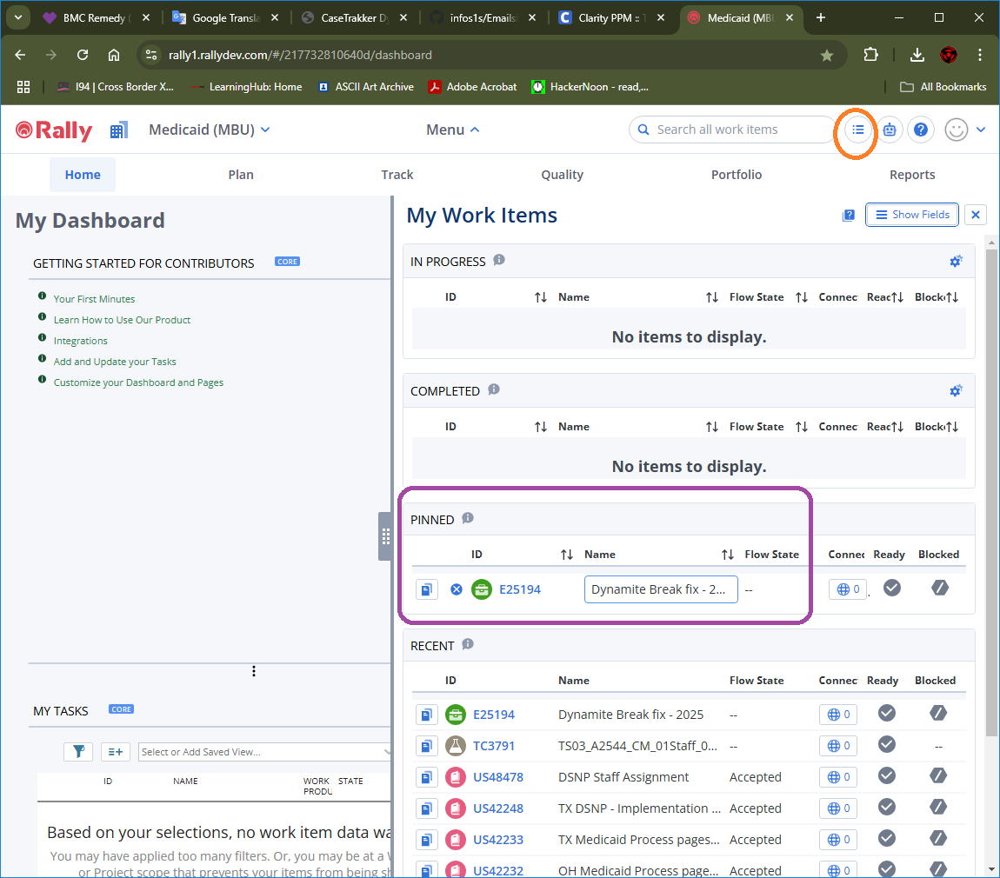 BMC Remedy (
Google Transla
CaseTrakker Dy
infos1s/Emails
Clarity PPM :: T
Medicaid (MBU
rally1.rallydev.com/#/217732810640d/dashboard
I94 | Cross Border X...
LearningHub: Home
ASCII Art Archive
Adobe Acrobat
HackerNoon - read,...
All Bookmarks
Rally
Medicaid (MBU)
Menu
Search all work items
Home
Plan
Track
Quality
Portfolio
Reports
My Dashboard
GETTING STARTED FOR CONTRIBUTORS CORE
Your First Minutes
Learn How to Use Our Product
Integrations
Add and Update your Tasks
Customize your Dashboard and Pages
MY TASKS CORE
Select or Add Saved View...
ID NAME WORK PRODU STATE
Based on your selections, no work item data wa
You may have applied too many filters. Or, you may be at a W
or Project scope that prevents your items from being sh
My Work Items
Show Fields
IN PROGRESS
ID Name Flow State Connec Reac Block
No items to display.
COMPLETED
ID Name Flow State Connec Reac Block
No items to display.
PINNED
ID Name Flow State Connec Ready Blocked
E25194 Dynamite Break fix - 2... -- 0 .
RECENT
ID Name Flow State Connec Ready Blocked
E25194 Dynamite Break fix - 2025 -- 0
TC3791 TS03_A2544_CM_01Staff_0... -- 0 --
US48478 DSNP Staff Assignment Accepted 0
US42248 TX DSNP - Implementation ... Accepted 0
US42233 TX Medicaid Process pages... Accepted 0
US42232 OH Medicaid Process page... Accepted 0